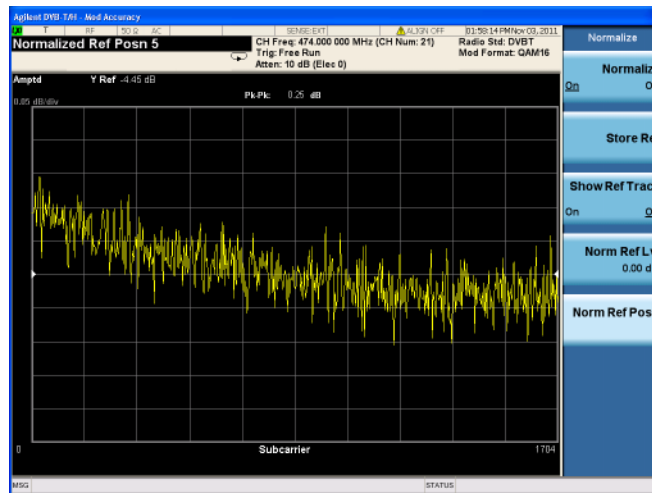 Agilent DVB-T/H - Mod Accuracy
T RF 50 Ω AC SENSE:EXT ALIGN OFF 01:58:14 PM Nov 03, 2011
Normalized Ref Posn 5
CH Freq: 474.000 000 MHz (CH Num: 21)
Trig: Free Run
Atten: 10 dB (Elec 0)
Radio Std: DVBT
Mod Format: QAM16
Amptd Y Ref -4.45 dB
Pk-Pk: 0.25 dB
0.05 dB/div
0 Subcarrier 1704
MSG STATUS
Normalize
Normaliz
On O
Store Re
Show Ref Trac
On O
Norm Ref L
0.00 d
Norm Ref Pos